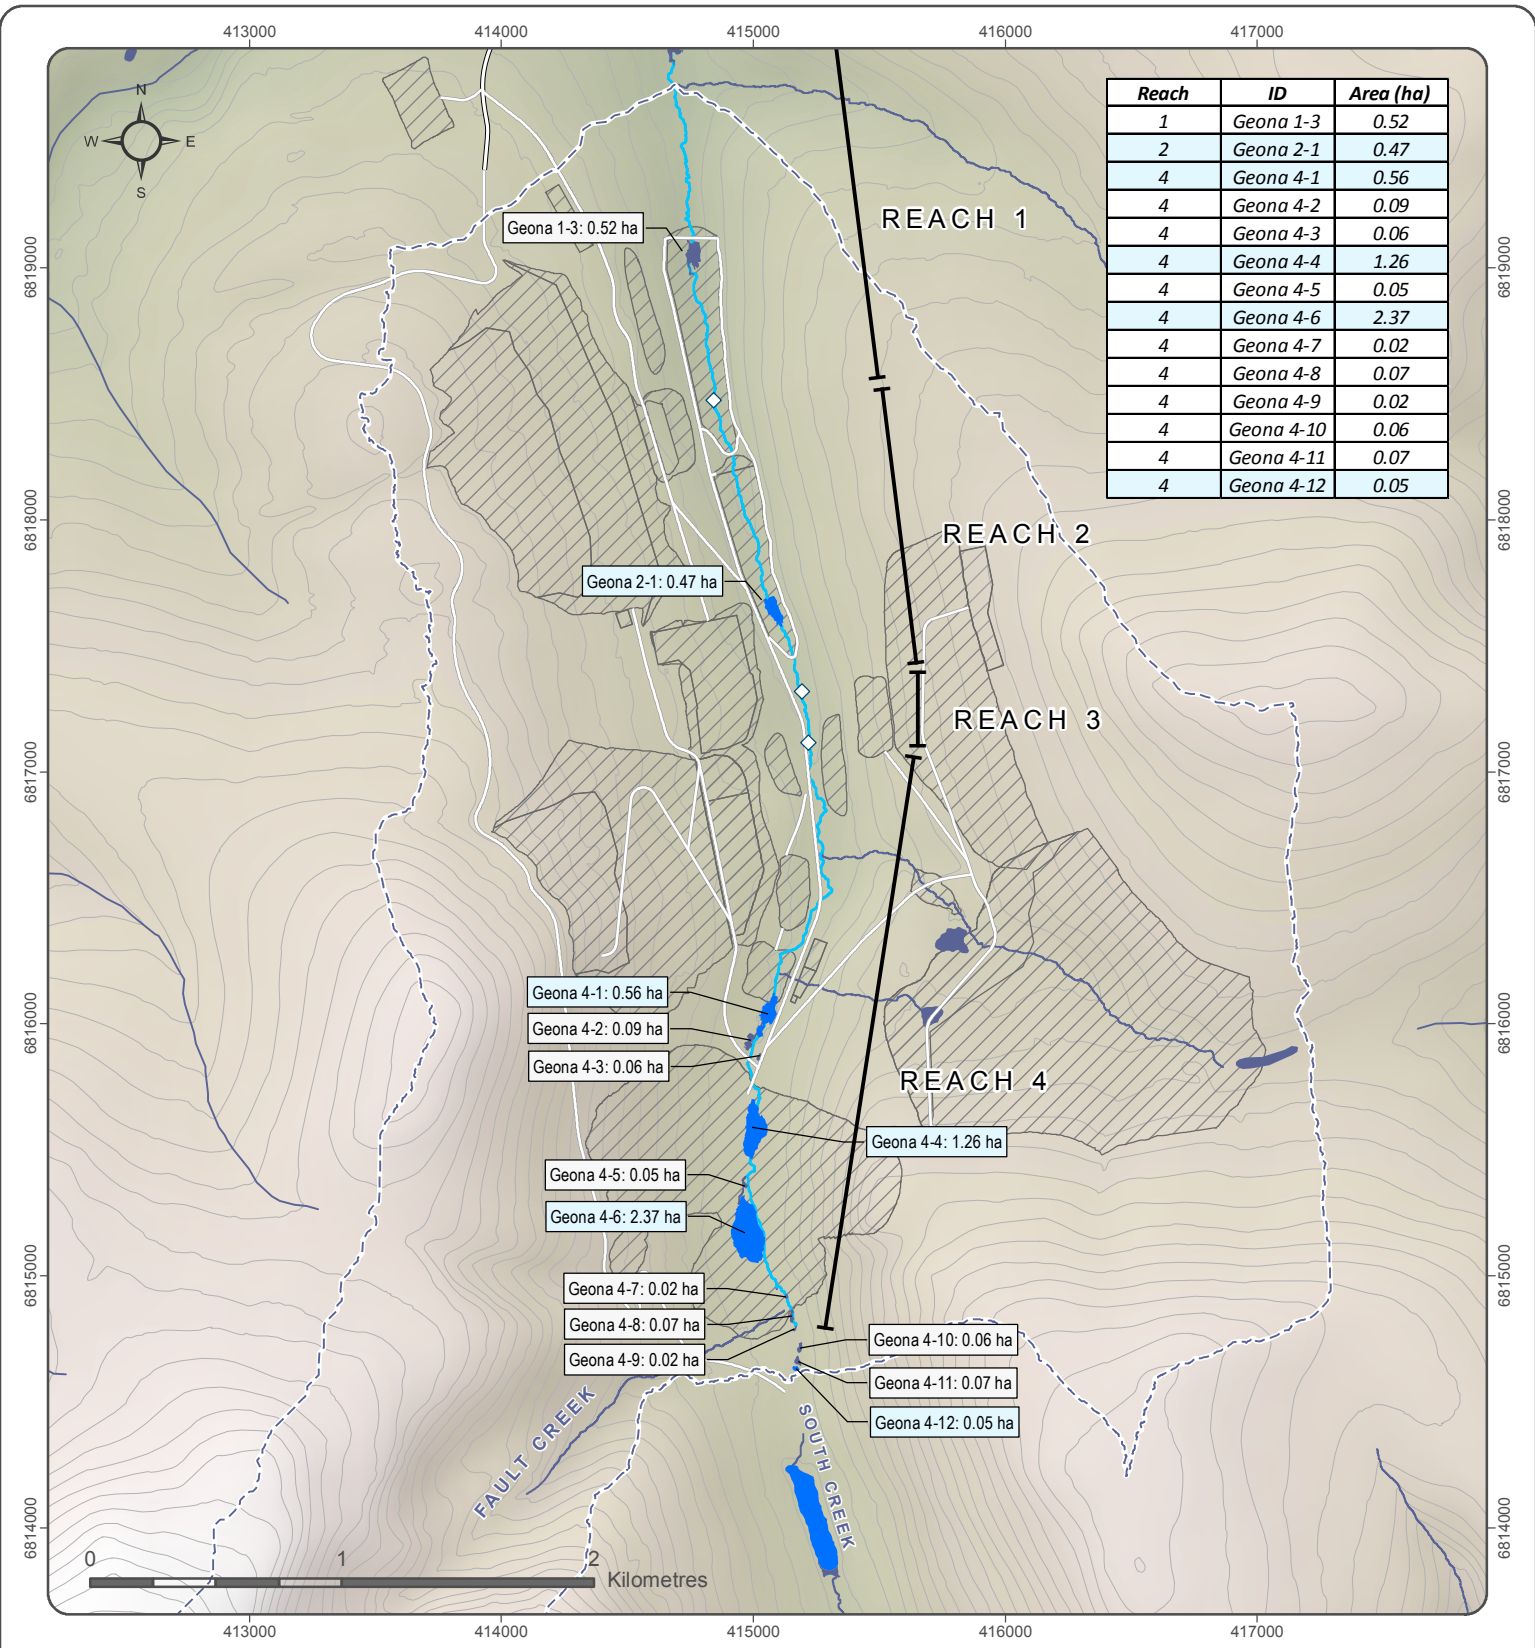 413000 414000 415000 416000 417000
N
W E
S
Reach ID Area (ha)
1 Geona 1-3 0.52
2 Geona 2-1 0.47
4 Geona 4-1 0.56
4 Geona 4-2 0.09
4 Geona 4-3 0.06
4 Geona 4-4 1.26
4 Geona 4-5 0.05
4 Geona 4-6 2.37
4 Geona 4-7 0.02
4 Geona 4-8 0.07
4 Geona 4-9 0.02
4 Geona 4-10 0.06
4 Geona 4-11 0.07
4 Geona 4-12 0.05
REACH 1
Geona 1-3: 0.52 ha
6819000 6819000
6818000 6818000
REACH 2
Geona 2-1: 0.47 ha
REACH 3
6817000 6817000
Geona 4-1: 0.56 ha
Geona 4-2: 0.09 ha
6816000 6816000
Geona 4-3: 0.06 ha
REACH 4
Geona 4-4: 1.26 ha
Geona 4-5: 0.05 ha
Geona 4-6: 2.37 ha
6815000 6815000
Geona 4-7: 0.02 ha
Geona 4-8: 0.07 ha
Geona 4-10: 0.06 ha
Geona 4-9: 0.02 ha
Geona 4-11: 0.07 ha
Geona 4-12: 0.05 ha
FAULT CREEK
SOUTH CREEK
6814000 6814000
0 1 2
Kilometres
413000 414000 415000 416000 417000